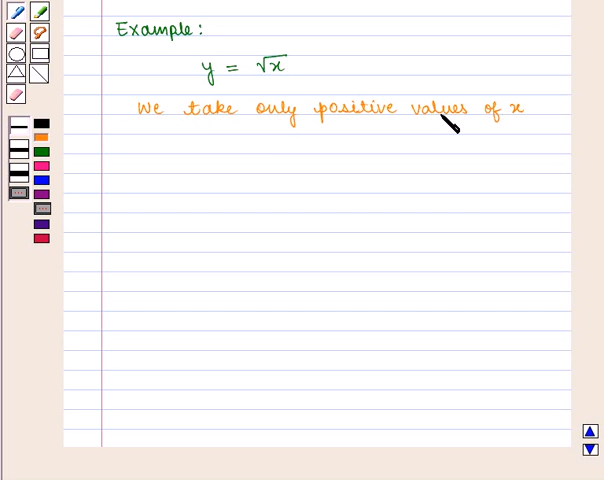 Example:
y = √x
We take only positive values of x